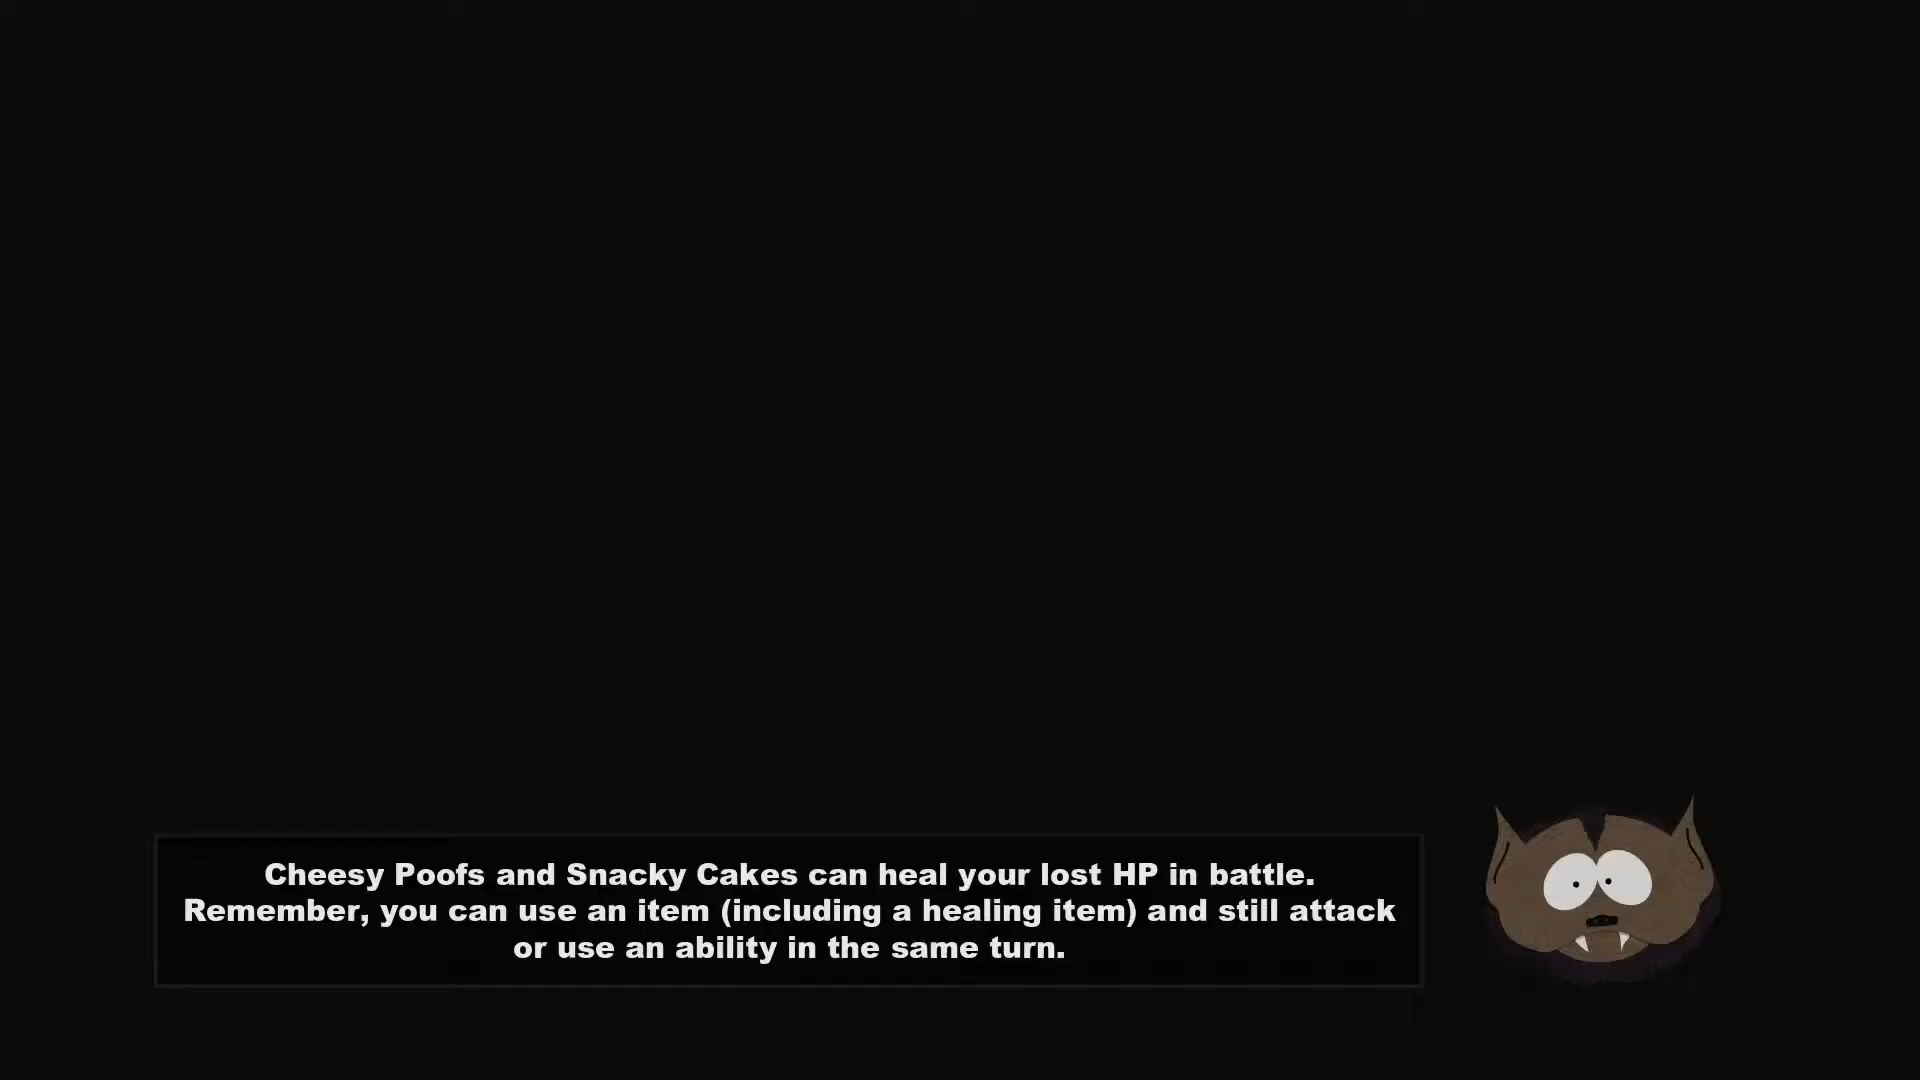 Cheesy Poofs and Snacky Cakes can heal your lost HP in battle.
Remember, you can use an item (including a healing item) and still attack
or use an ability in the same turn.